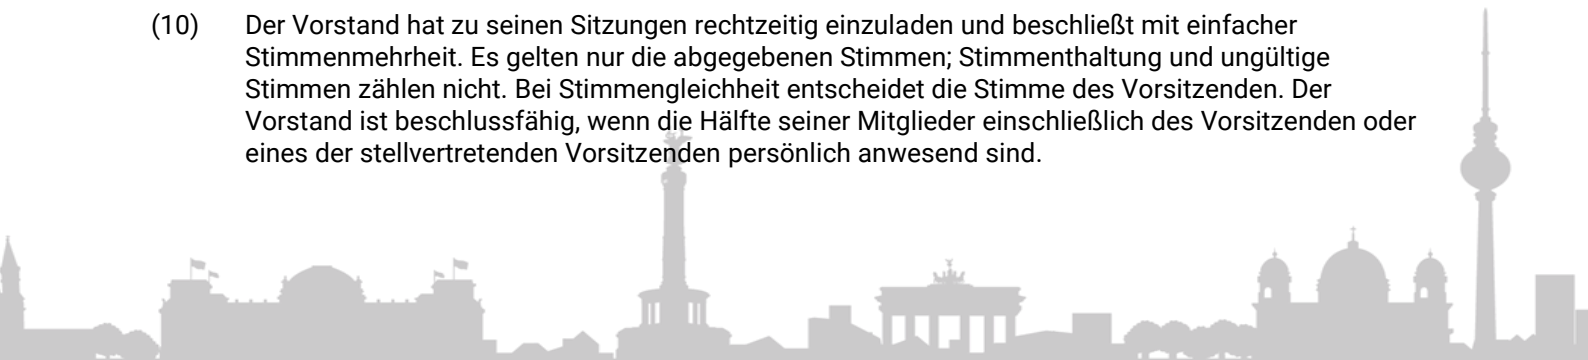 (10) Der Vorstand hat zu seinen Sitzungen rechtzeitig einzuladen und beschließt mit einfacher
Stimmenmehrheit. Es gelten nur die abgegebenen Stimmen; Stimmenthaltung und ungültige
Stimmen zählen nicht. Bei Stimmengleichheit entscheidet die Stimme des Vorsitzenden. Der
Vorstand ist beschlussfähig, wenn die Hälfte seiner Mitglieder einschließlich des Vorsitzenden oder
eines der stellvertretenden Vorsitzenden persönlich anwesend sind.